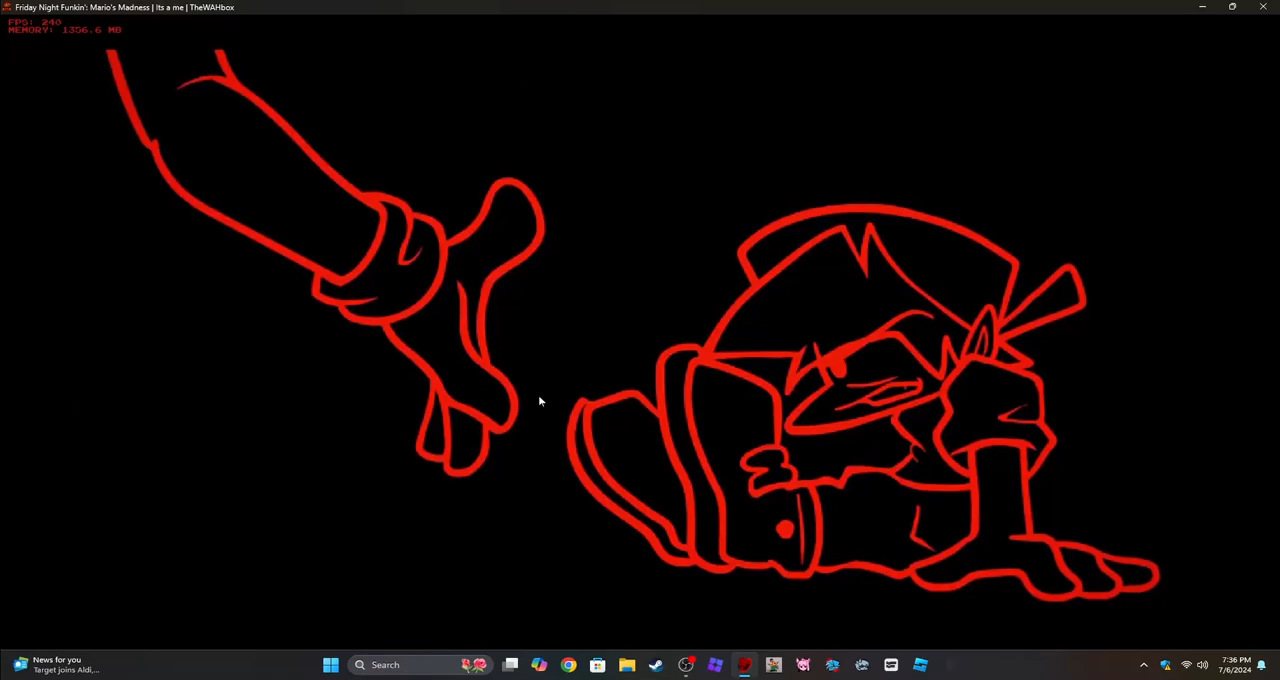 Friday Night Funkin': Mario's Madness | Its a me | TheWAHbox
FPS: 240
MEMORY: 1356.6 MB
News for you
Target joins Aldi,...
Search
7:36 PM
7/6/2024